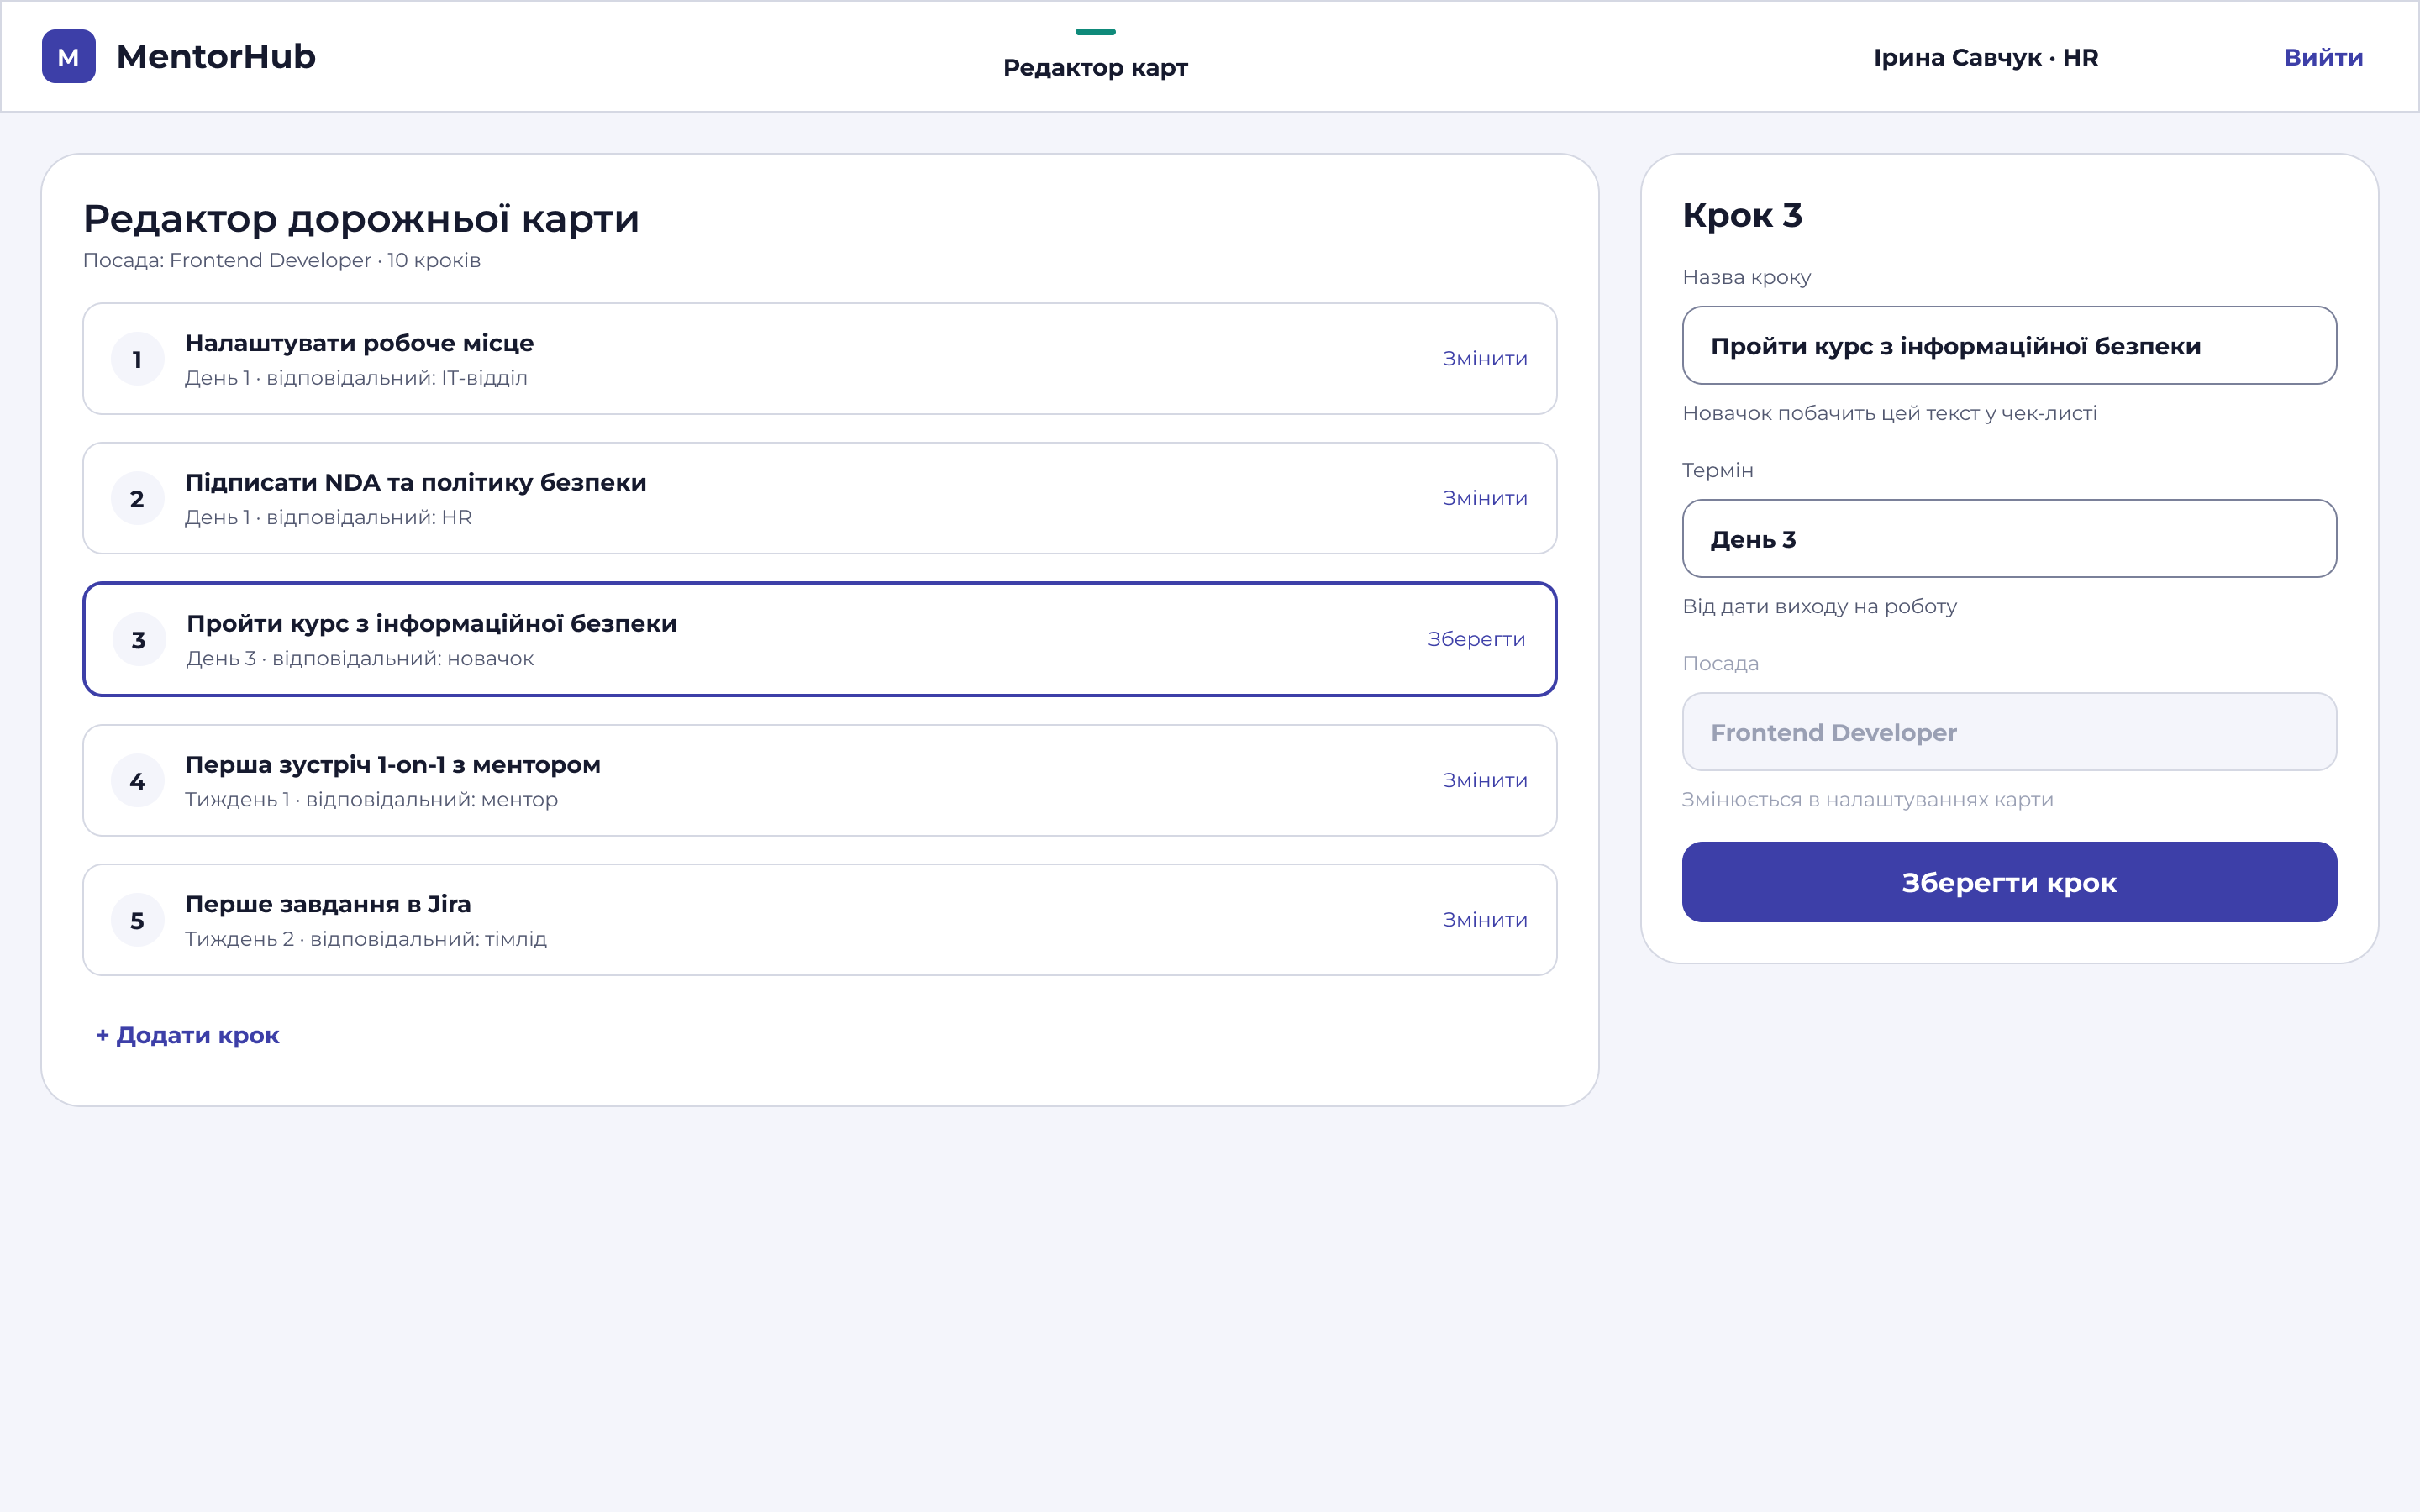 M
MentorHub
Редактор карт
Ірина Савчук · HR
Вийти
Редактор дорожньої карти
Посада: Frontend Developer · 10 кроків
1
Налаштувати робоче місце
День 1 · відповідальний: ІТ-відділ
Змінити
2
Підписати NDA та політику безпеки
День 1 · відповідальний: HR
Змінити
3
Пройти курс з інформаційної безпеки
День 3 · відповідальний: новачок
Зберегти
4
Перша зустріч 1-on-1 з ментором
Тиждень 1 · відповідальний: ментор
Змінити
5
Перше завдання в Jira
Тиждень 2 · відповідальний: тімлід
Змінити
+ Додати крок
Крок 3
Назва кроку
Пройти курс з інформаційної безпеки
Новачок побачить цей текст у чек-листі
Термін
День 3
Від дати виходу на роботу
Посада
Frontend Developer
Змінюється в налаштуваннях карти
Зберегти крок